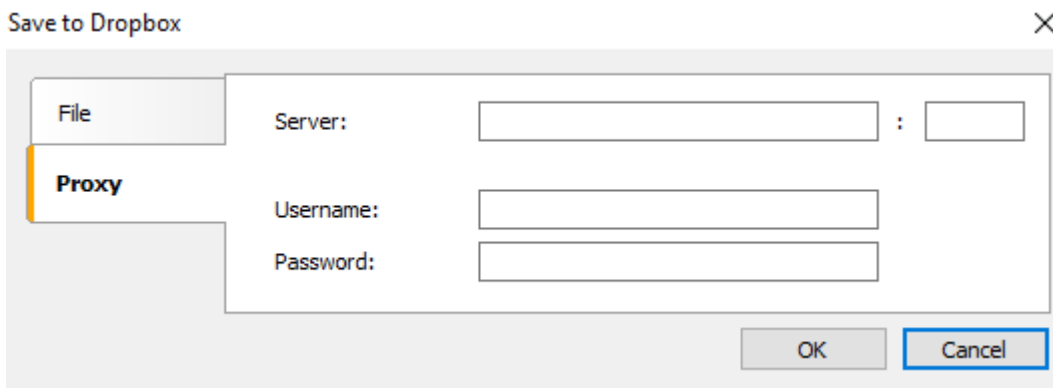 Save to Dropbox
File
Proxy
Server:
:
Username:
Password:
OK
Cancel